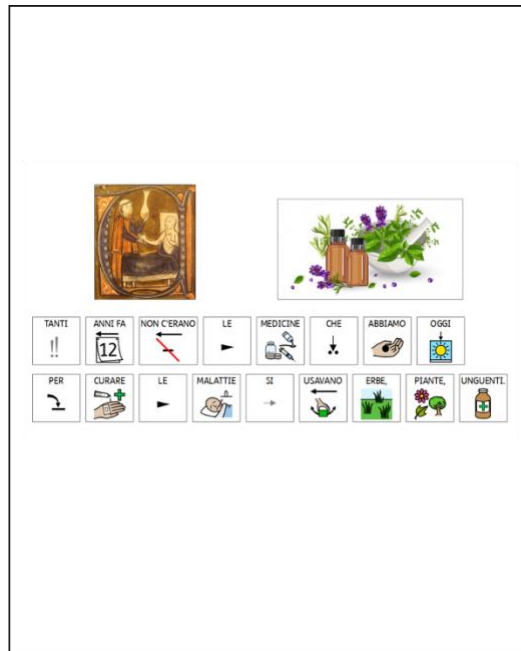 TANTI ANNI FA NON C'ERANO LE MEDICINE CHE ABBIAMO OGGI
12
PER CURARE LE MALATTIE SI USAVANO ERBE, PIANTE, UNGUENTI.